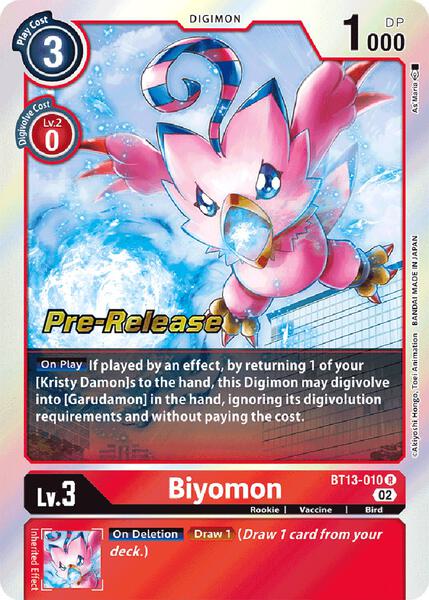 DIGIMON
Play Cost
3
DP
1000
Digivolve Cost
Lv.2
0
As'Maria
©Akiyoshi Hongo, Toei Animation BANDAI MADE IN JAPAN
Pre-Release
On Play If played by an effect, by returning 1 of your
[Kristy Damon]s to the hand, this Digimon may digivolve
into [Garudamon] in the hand, ignoring its digivolution
requirements and without paying the cost.
Lv.3
Biyomon
BT13-010 R
02
Rookie | Vaccine | Bird
Inherited Effect
On Deletion Draw 1 (Draw 1 card from your
deck.)